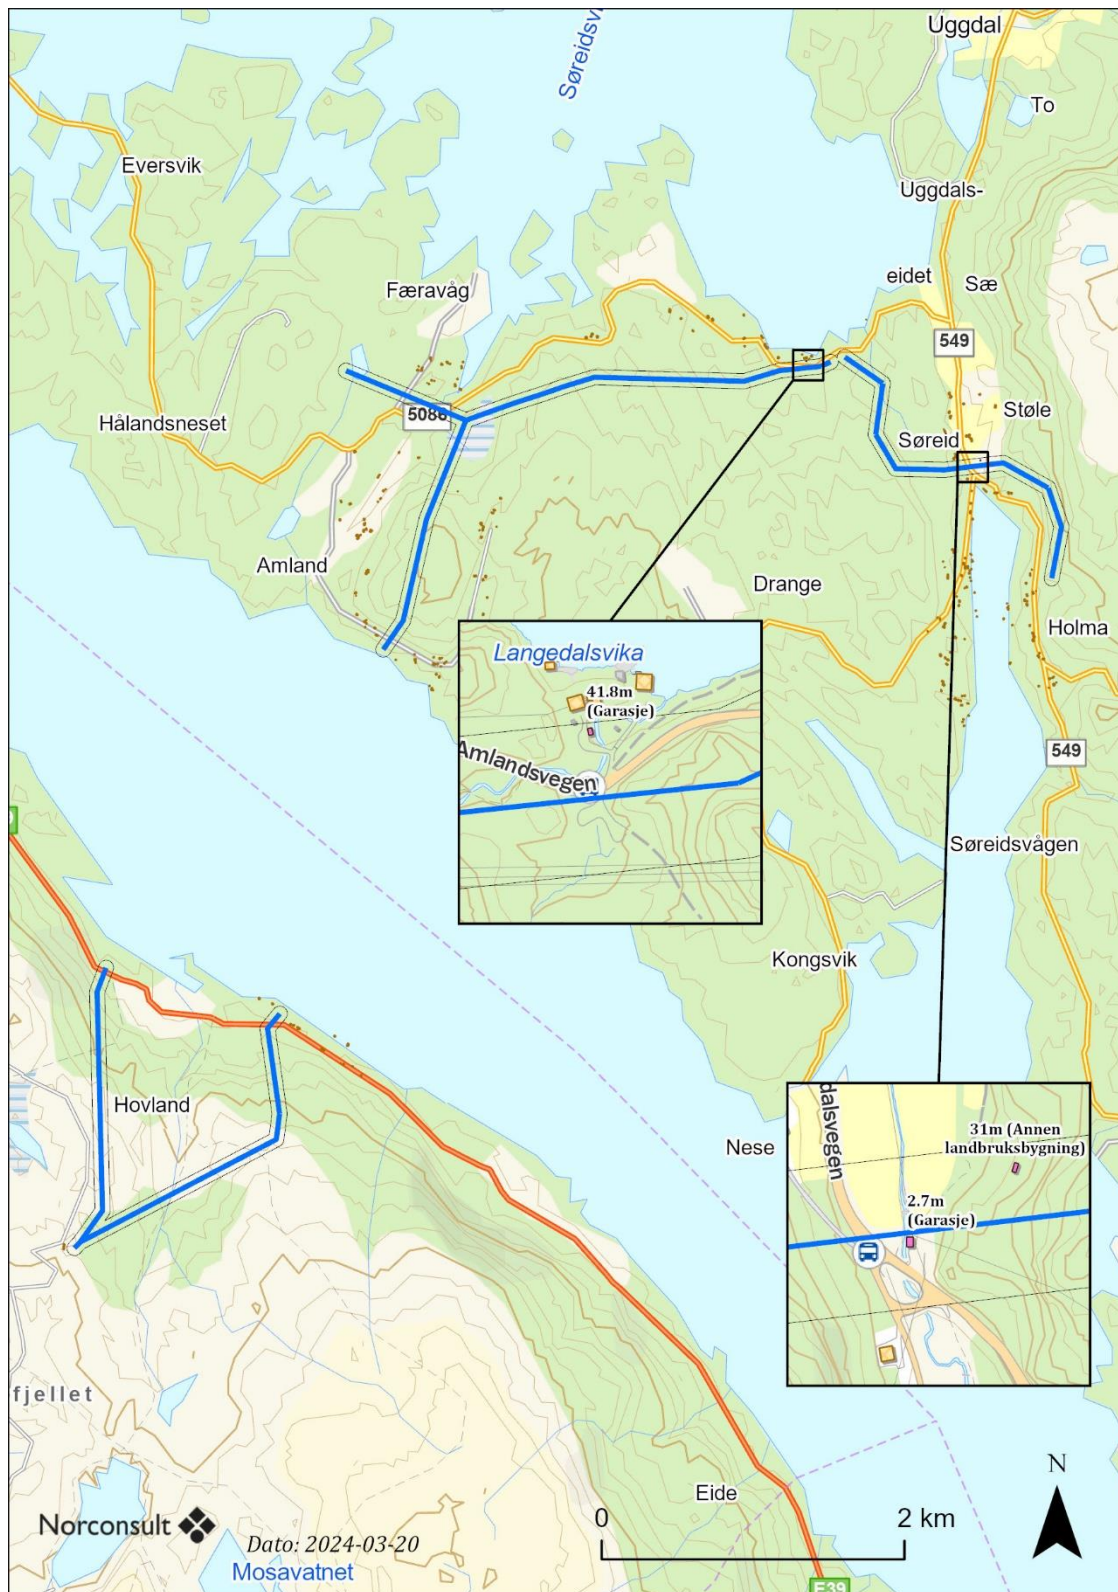 Uggdal
Søreidsvi
To
Eversvik
Uggdals-
eidet
Sæ
Færavåg
549
Støle
5086
Hålandsneset
Søreid
Amland
Drange
Holma
Langedalsvika
41.8m
(Garasje)
Amlandsvegen
549
Søreidsvågen
Kongsvik
Hovland
Nese
dalsvegen
31m (Annen
landbruksbygning)
2.7m
(Garasje)
fjellet
Eide
N
0 2 km
Norconsult
Dato: 2024-03-20
Mosavatnet
E39